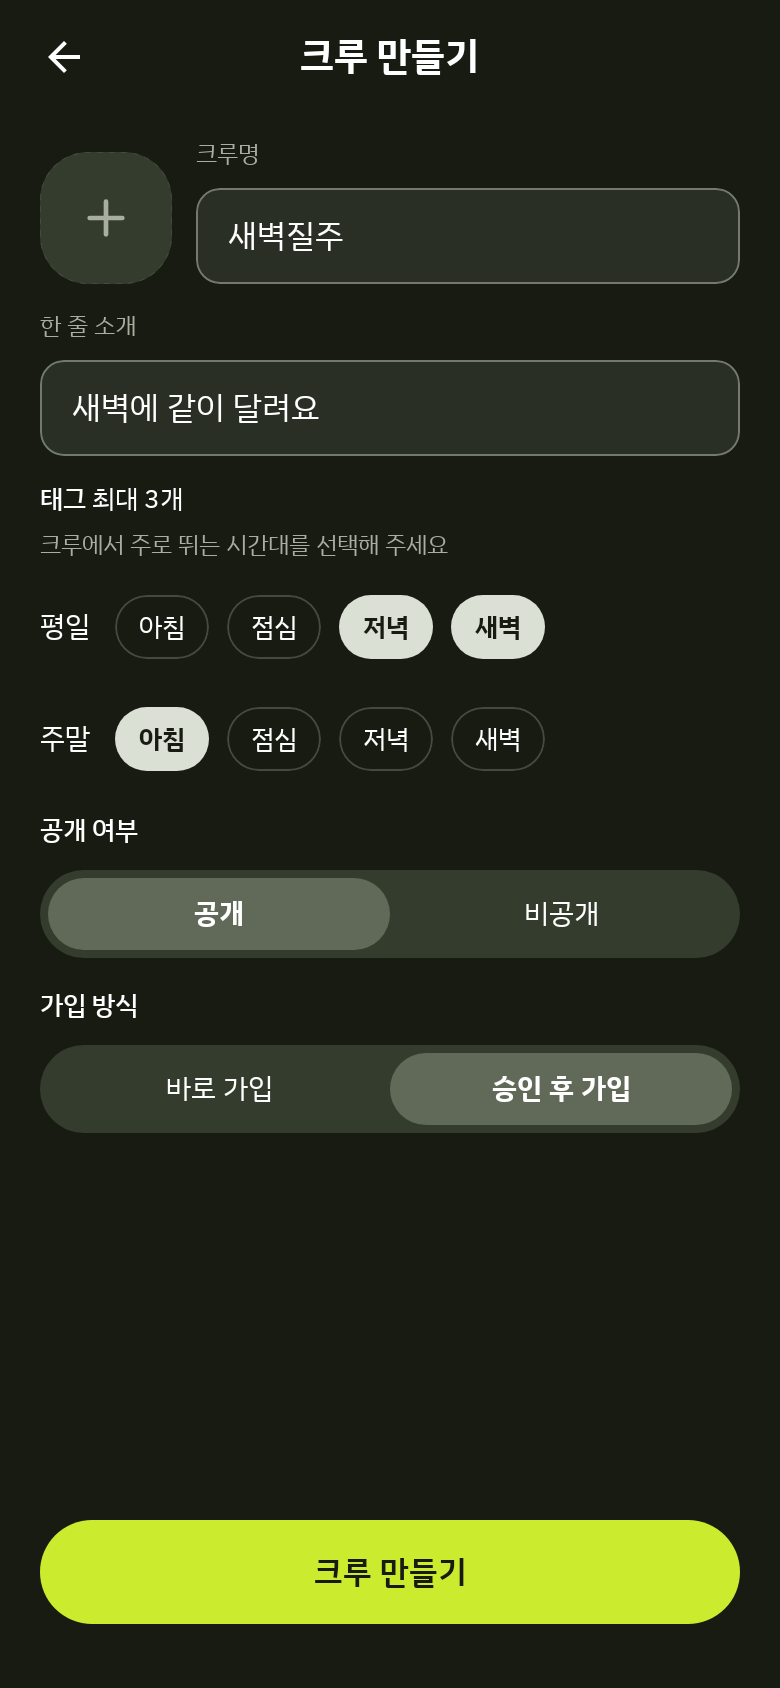 크루 만들기
크루명
새벽질주
한 줄 소개
새벽에 같이 달려요
태그 최대 3개
크루에서 주로 뛰는 시간대를 선택해 주세요
평일 아침 점심 저녁 새벽
주말 아침 점심 저녁 새벽
공개 여부
공개 비공개
가입 방식
바로 가입 승인 후 가입
크루 만들기